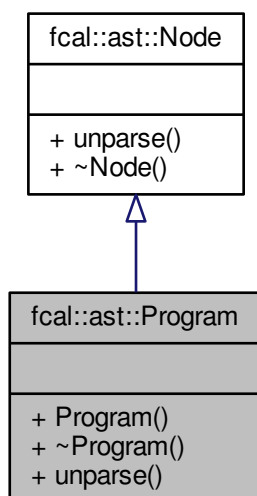 fcal::ast::Node
+ unparse()
+ ~Node()
fcal::ast::Program
+ Program()
+ ~Program()
+ unparse()